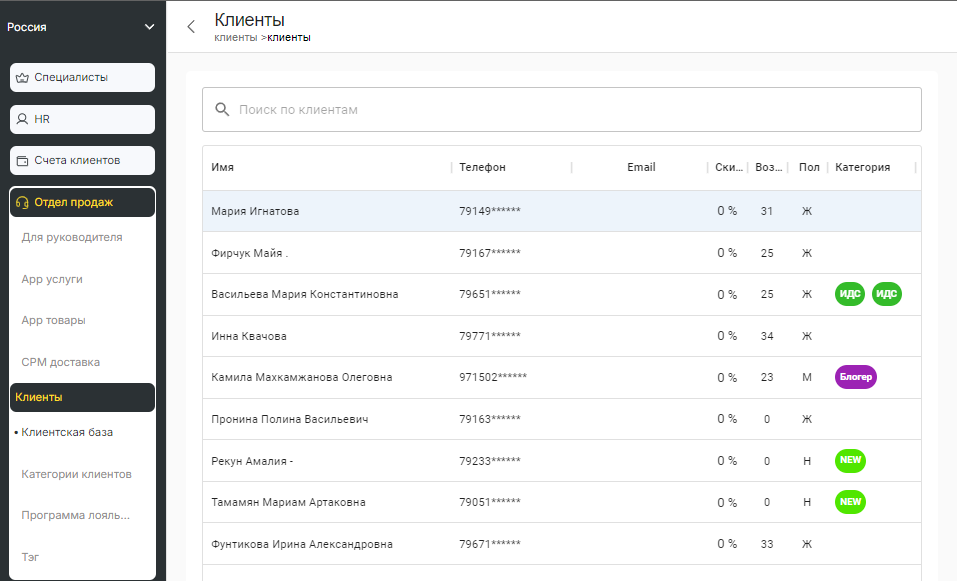 Россия
Специалисты
HR
Счета клиентов
Отдел продаж
Для руководителя
App услуги
App товары
СРМ доставка
Клиенты
• Клиентская база
Категории клиентов
Программа лояль...
Тэг
Клиенты
клиенты >клиенты
Поиск по клиентам
Имя Телефон Email Ски... Воз... Пол Категория
Мария Игнатова 79149****** 0 % 31 Ж
Фирчук Майя . 79167****** 0 % 25 Ж
Васильева Мария Константиновна 79651****** 0 % 25 Ж ИДС ИДС
Инна Квачова 79771****** 0 % 34 Ж
Камила Махкамжанова Олеговна 971502****** 0 % 23 М Блогер
Пронина Полина Васильевич 79163****** 0 % 0 Ж
Рекун Амалия - 79233****** 0 % 0 Н NEW
Тамамян Мариам Артаковна 79051****** 0 % 0 Н NEW
Фунтикова Ирина Александровна 79671****** 0 % 33 Ж